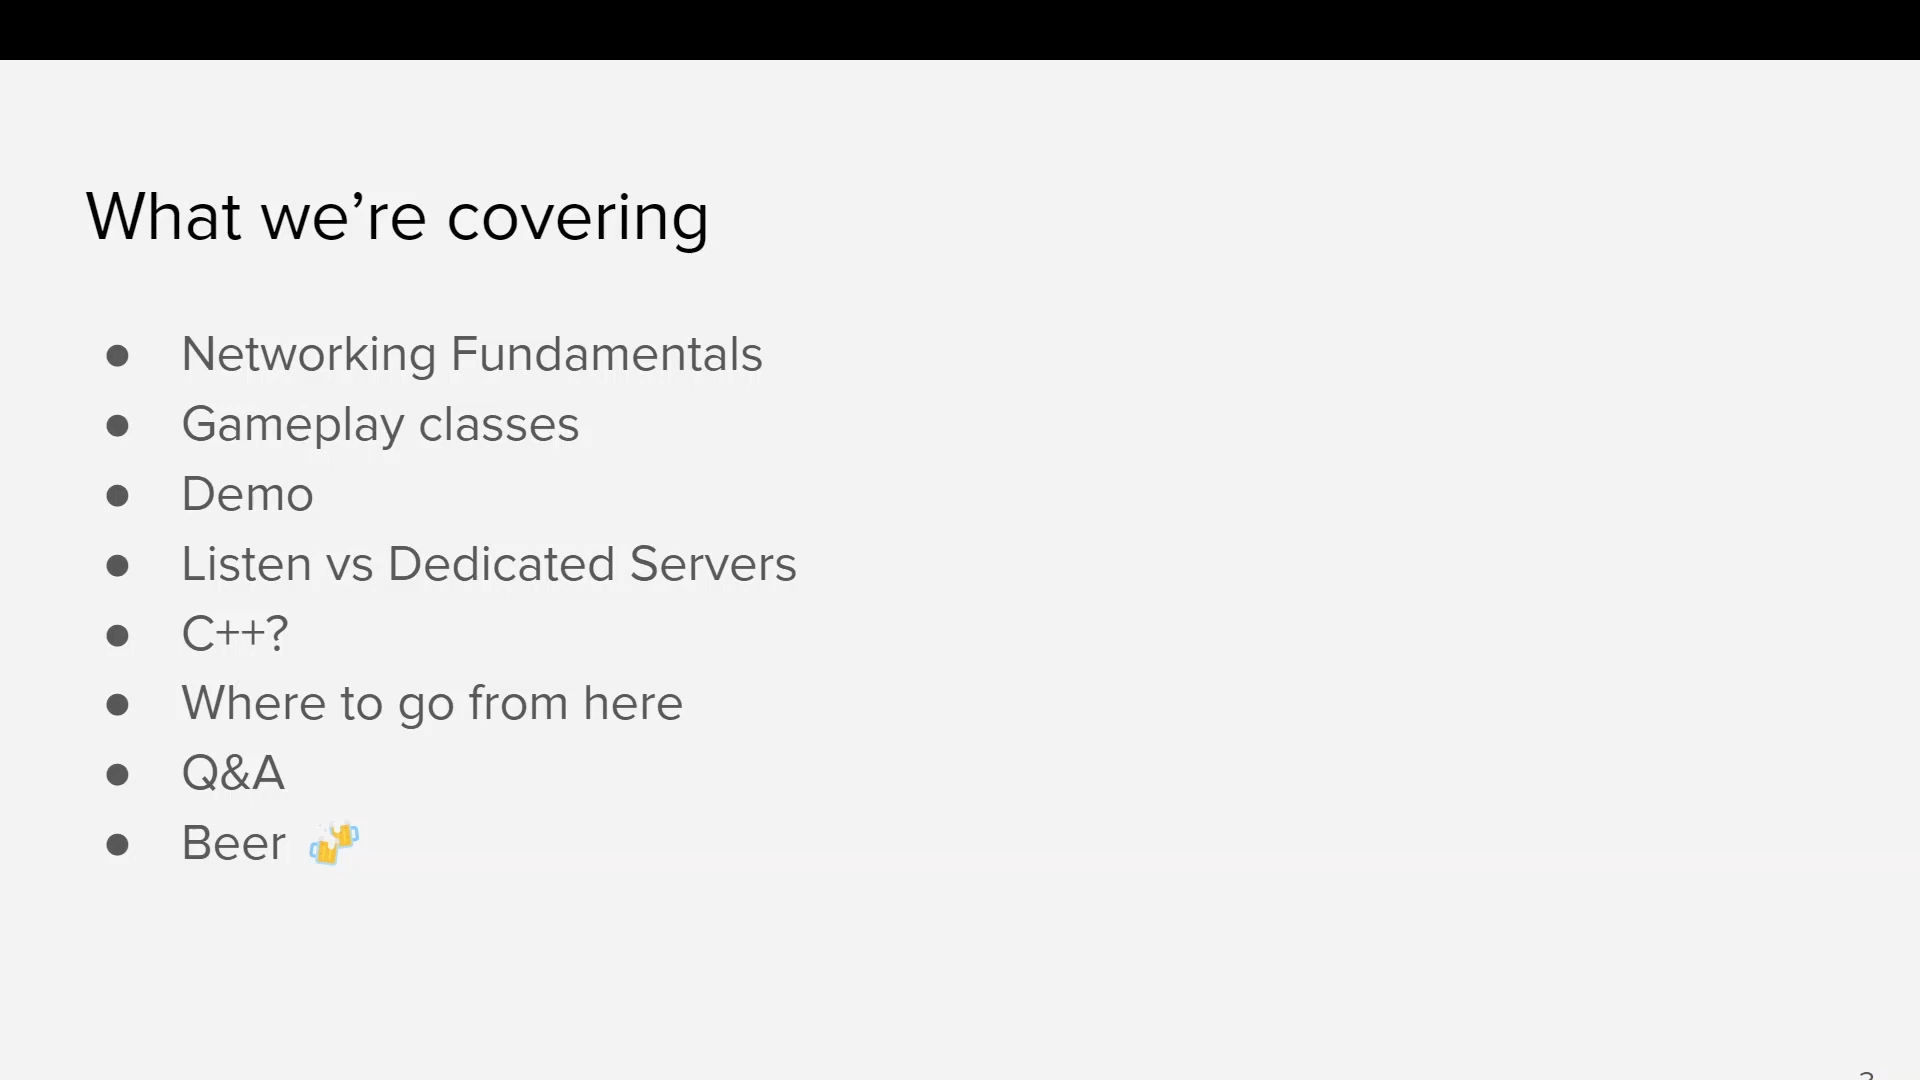 What we’re covering
● Networking Fundamentals
● Gameplay classes
● Demo
● Listen vs Dedicated Servers
● C++?
● Where to go from here
● Q&A
● Beer 🍻